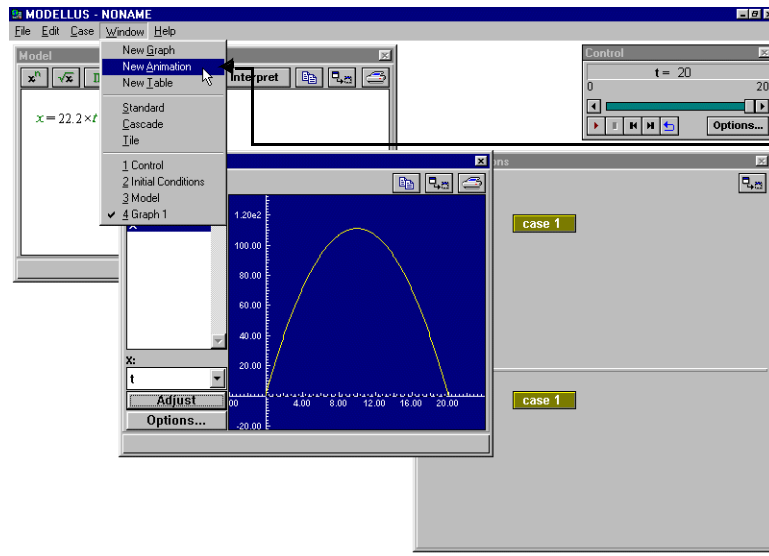 MODELLUS - NONAME
File Edit Case Window Help
Model
xⁿ √x Interpret
x = 22.2 × t
New Graph
New Animation
New Table
Standard
Cascade
Tile
1 Control
2 Initial Conditions
3 Model
✓ 4 Graph 1
Control
t = 20
0 20
Options...
ons
case 1
case 1
1.20e2
100.00
80.00
60.00
40.00
20.00
-20.00
00 4.00 8.00 12.00 16.00 20.00
X:
t
Adjust
Options...